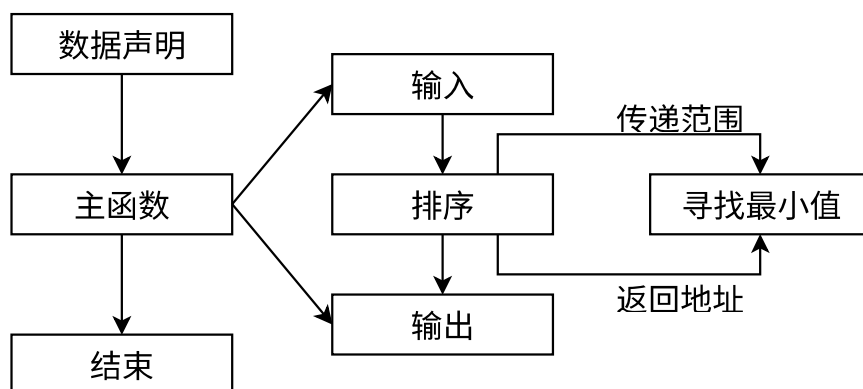 数据声明
输入
传递范围
主函数
排序
寻找最小值
返回地址
输出
结束